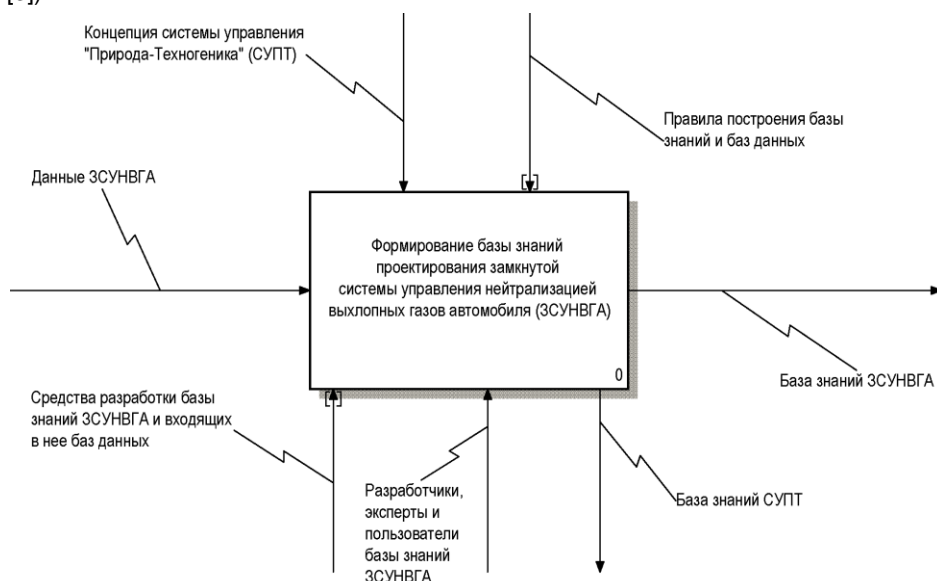 Концепция системы управления
"Природа-Техногеника" (СУПТ)
Правила построения базы
знаний и баз данных
Данные ЗСУНВГА
Формирование базы знаний
проектирования замкнутой
системы управления нейтрализацией
выхлопных газов автомобиля (ЗСУНВГА)
0
База знаний ЗСУНВГА
Средства разработки базы
знаний ЗСУНВГА и входящих
в нее баз данных
Разработчики,
эксперты и
пользователи
базы знаний
ЗСУНВГА
База знаний СУПТ